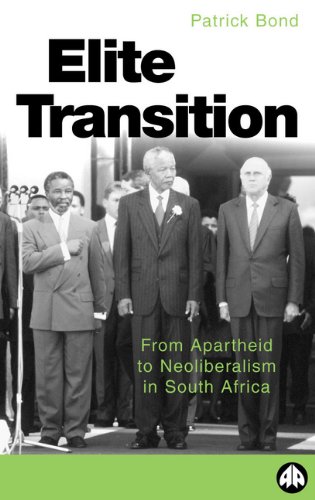 Patrick Bond
Elite
Transition
From Apartheid
to Neoliberalism
in South Africa